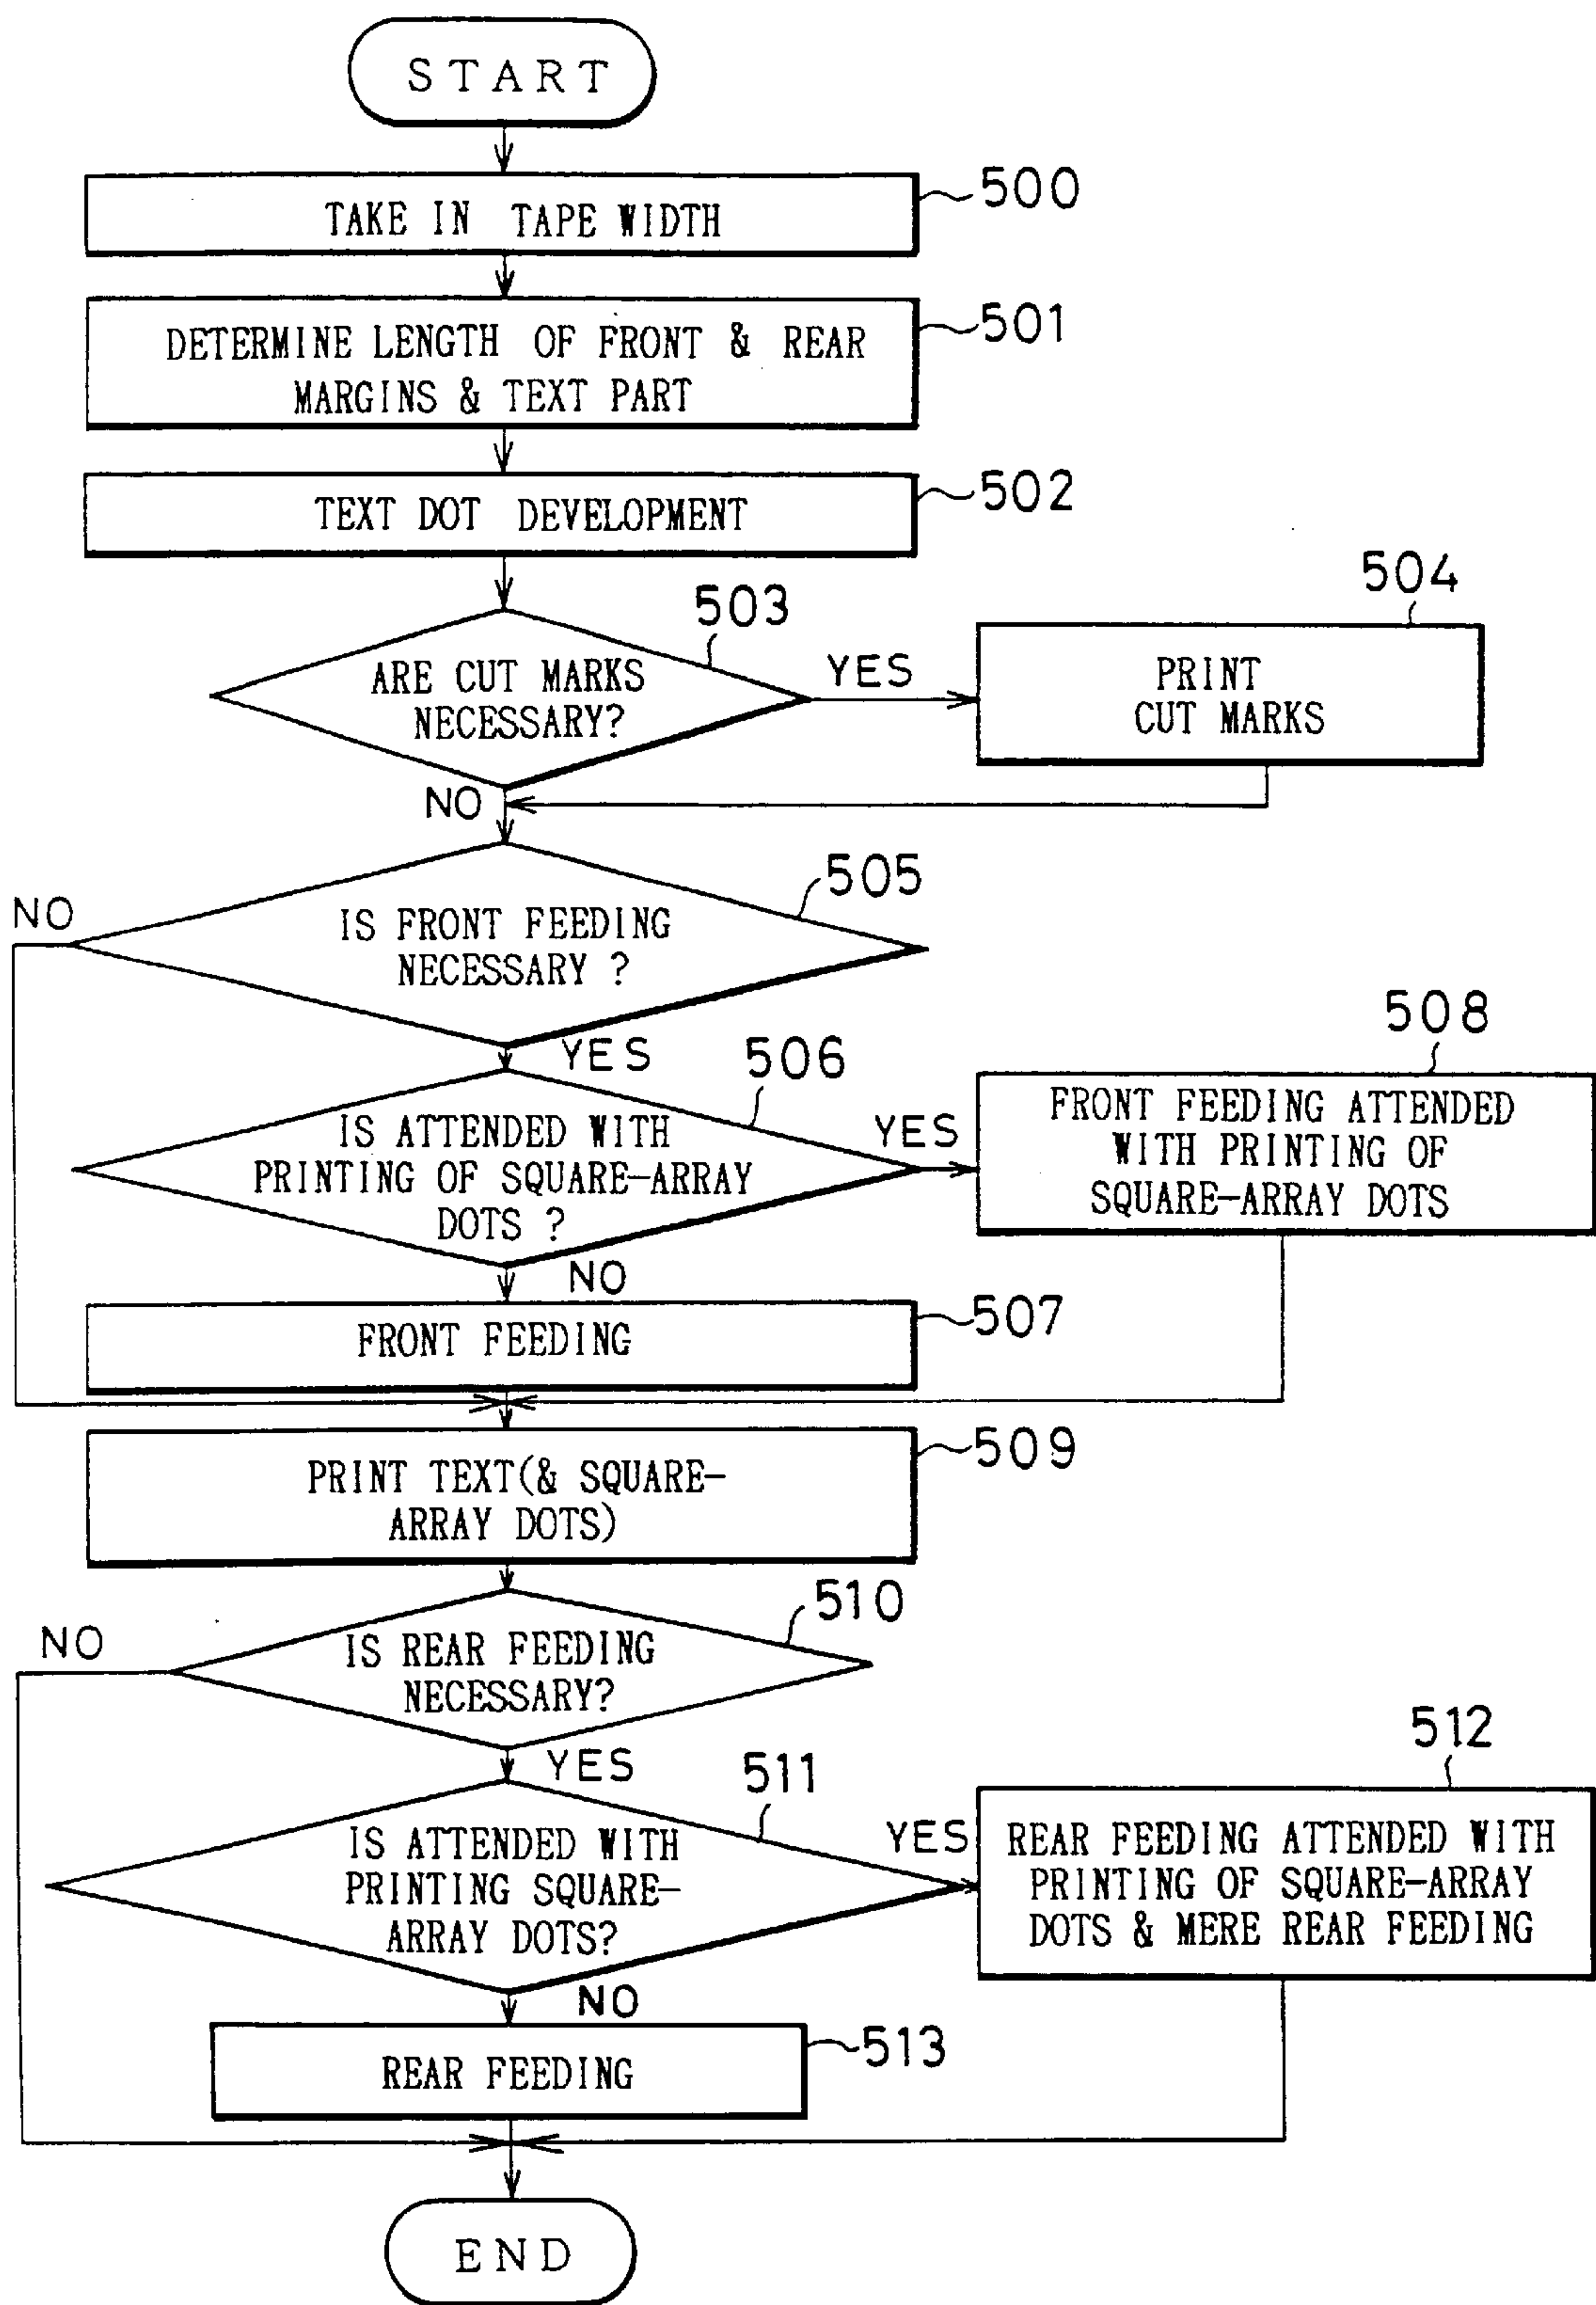 START
TAKE IN TAPE WIDTH
500
DETERMINE LENGTH OF FRONT & REAR
MARGINS & TEXT PART
501
TEXT DOT DEVELOPMENT
502
503
504
ARE CUT MARKS
NECESSARY?
YES
PRINT
CUT MARKS
NO
505
NO
IS FRONT FEEDING
NECESSARY ?
YES
506
508
IS ATTENDED WITH
PRINTING OF SQUARE-ARRAY
DOTS ?
YES
FRONT FEEDING ATTENDED
WITH PRINTING OF
SQUARE-ARRAY DOTS
NO
FRONT FEEDING
507
PRINT TEXT(& SQUARE-
ARRAY DOTS)
509
510
NO
IS REAR FEEDING
NECESSARY?
YES
511
512
IS ATTENDED WITH
PRINTING SQUARE-
ARRAY DOTS?
YES
REAR FEEDING ATTENDED WITH
PRINTING OF SQUARE-ARRAY
DOTS & MERE REAR FEEDING
NO
REAR FEEDING
513
END